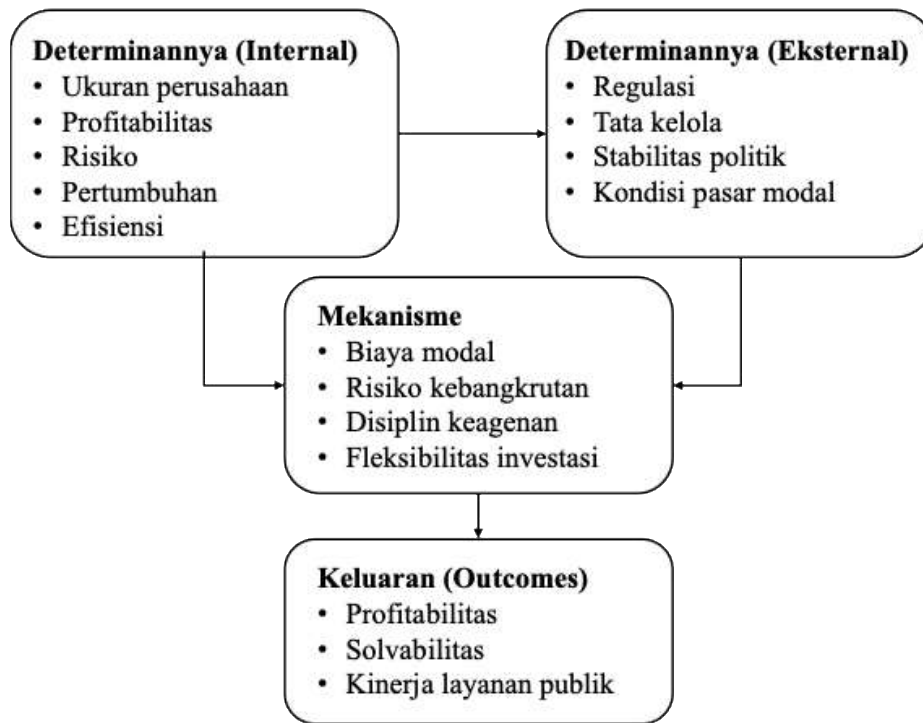 Determinannya (Internal)
• Ukuran perusahaan
• Profitabilitas
• Risiko
• Pertumbuhan
• Efisiensi
Determinannya (Eksternal)
• Regulasi
• Tata kelola
• Stabilitas politik
• Kondisi pasar modal
Mekanisme
• Biaya modal
• Risiko kebangkrutan
• Disiplin keagenan
• Fleksibilitas investasi
Keluaran (Outcomes)
• Profitabilitas
• Solvabilitas
• Kinerja layanan publik